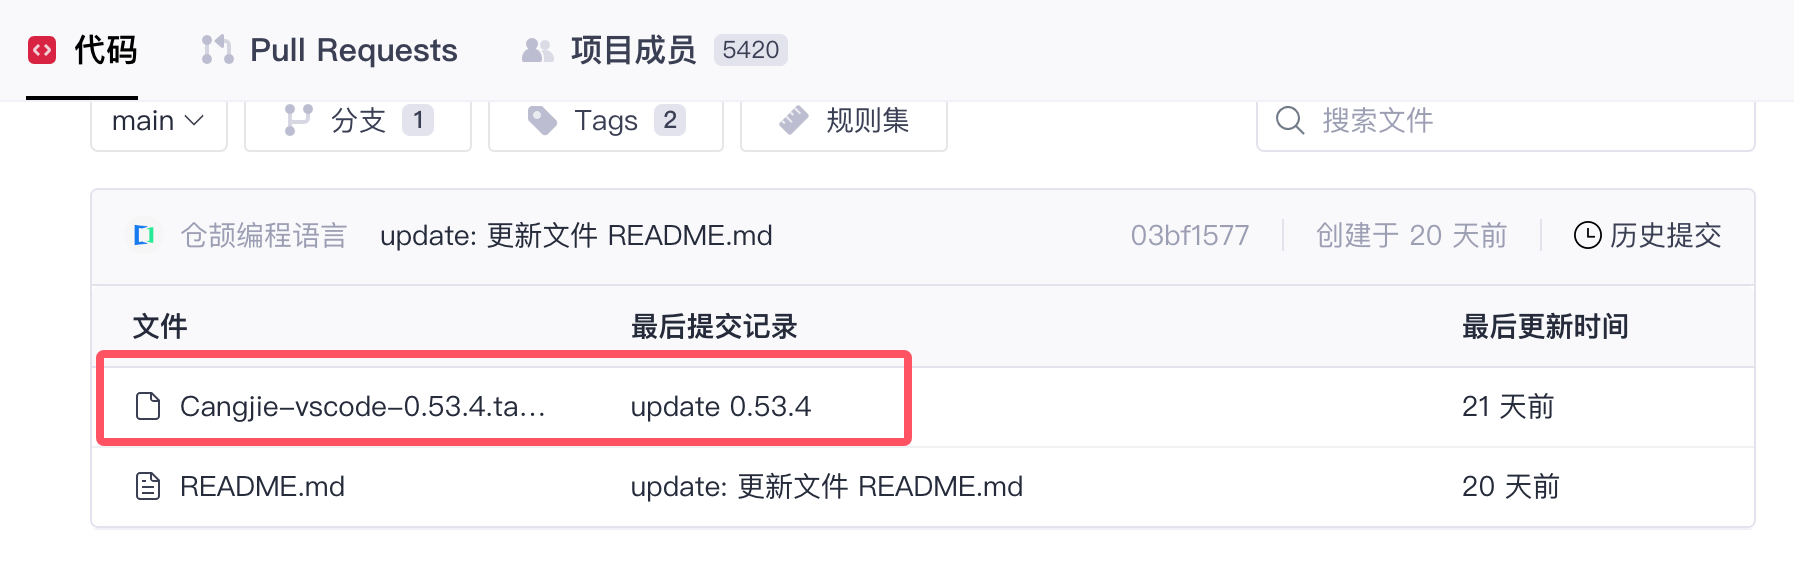 代码 Pull Requests 项目成员 5420
main 分支 1 Tags 2 规则集 搜索文件
仓颉编程语言 update: 更新文件 README.md 03bf1577 创建于 20 天前 历史提交
文件 最后提交记录 最后更新时间
Cangjie-vscode-0.53.4.ta... update 0.53.4 21 天前
README.md update: 更新文件 README.md 20 天前